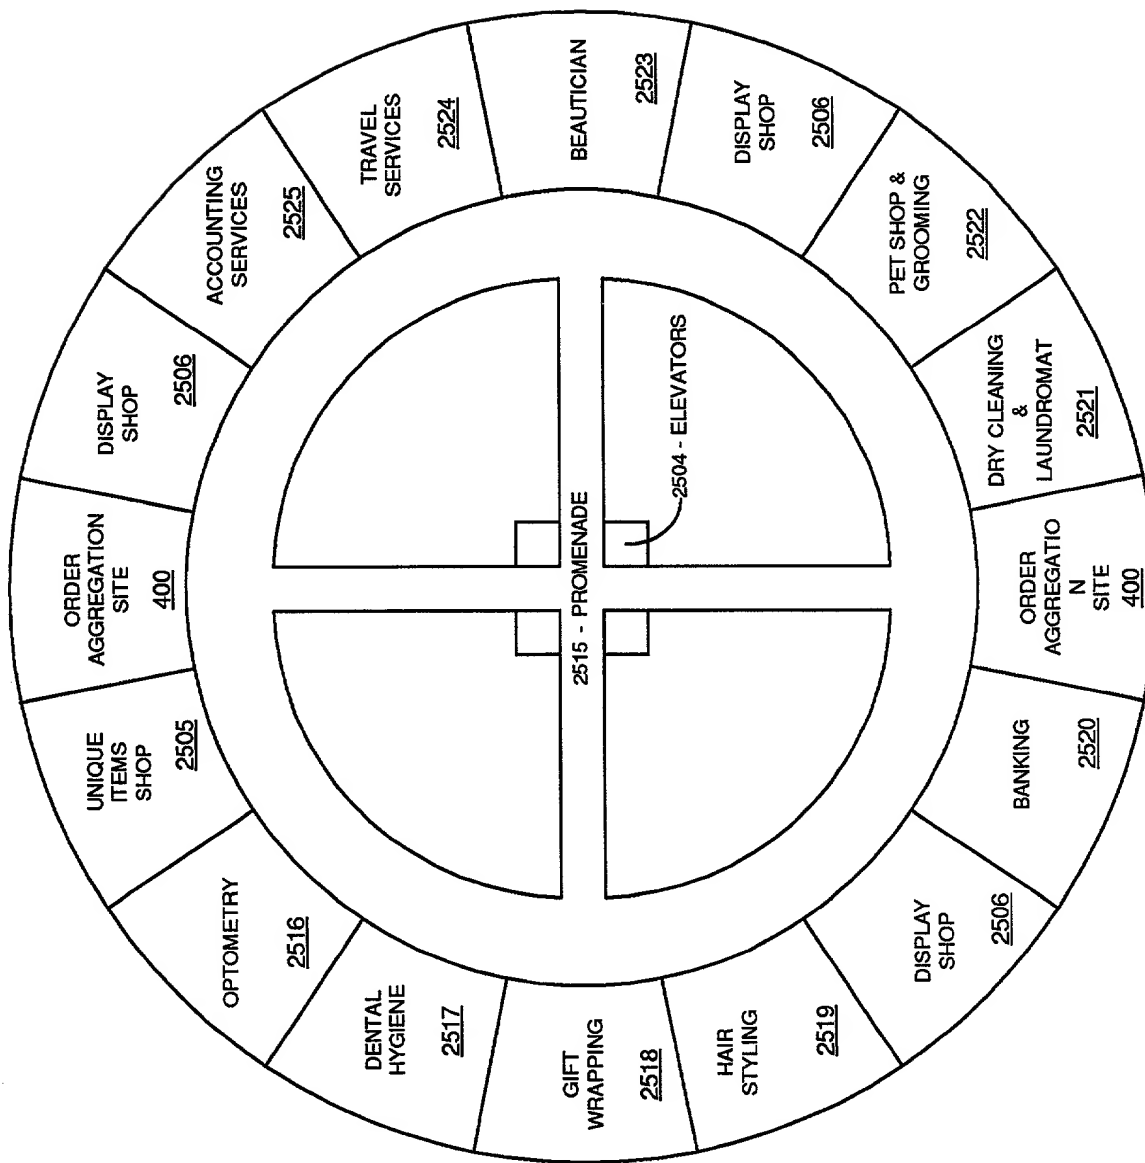 ORDER
AGGREGATION
SITE
400
DISPLAY
SHOP
2506
ACCOUNTING
SERVICES
2525
TRAVEL
SERVICES
2524
BEAUTICIAN
2523
DISPLAY
SHOP
2506
PET SHOP &
GROOMING
2522
DRY CLEANING
&
LAUNDROMAT
2521
ORDER
AGGREGATIO
N
SITE
400
BANKING
2520
DISPLAY
SHOP
2506
HAIR
STYLING
2519
GIFT
WRAPPING
2518
DENTAL
HYGIENE
2517
OPTOMETRY
2516
UNIQUE
ITEMS
SHOP
2505
2515 - PROMENADE
2504 - ELEVATORS